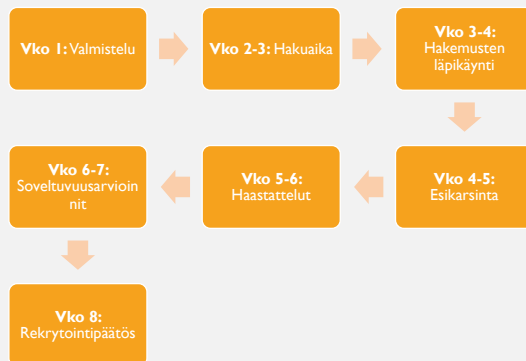 Vko 1: Valmistelu
Vko 2-3: Hakuaika
Vko 3-4:
Hakemusten
läpikäynti
Vko 4-5:
Esikarsinta
Vko 5-6:
Haastattelut
Vko 6-7:
Soveltuvuusarvioin
nit
Vko 8:
Rekrytointipäätös